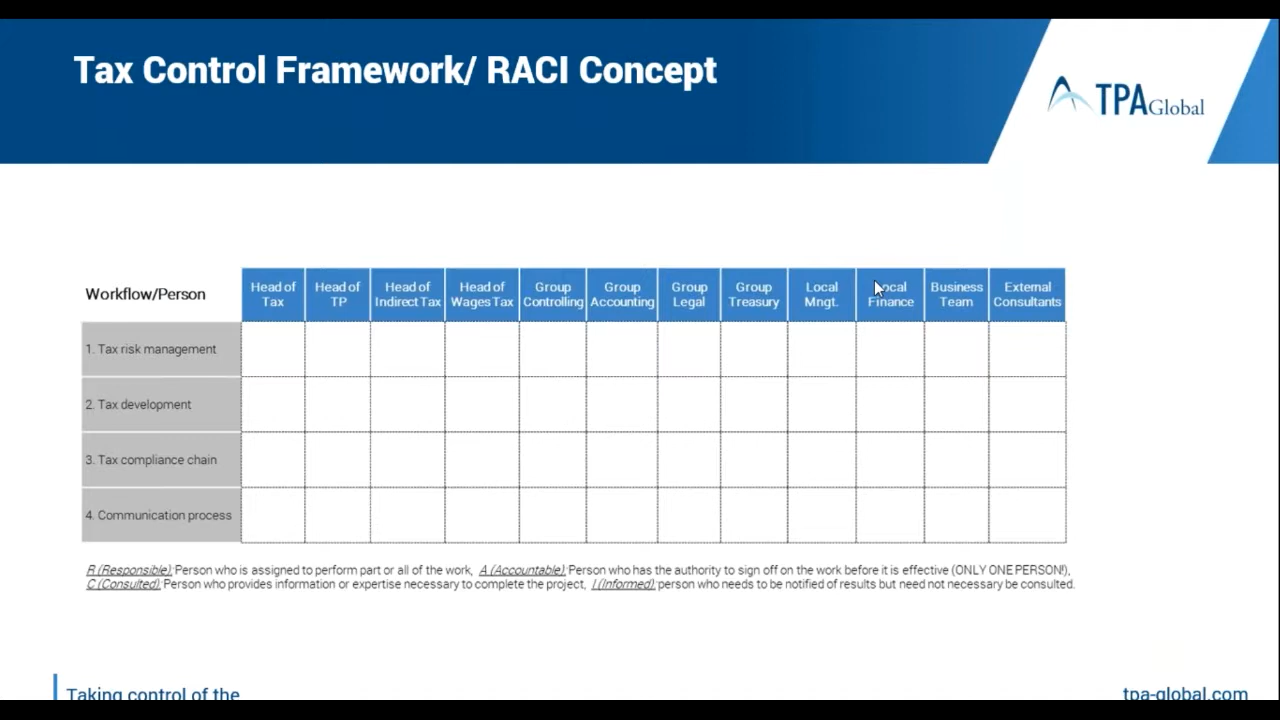 Tax Control Framework/ RACI Concept
TPA Global
Workflow/Person
Head of Tax
Head of TP
Head of Indirect Tax
Head of Wages Tax
Group Controlling
Group Accounting
Group Legal
Group Treasury
Local Mngt.
Local Finance
Business Team
External Consultants
1. Tax risk management
2. Tax development
3. Tax compliance chain
4. Communication process
R (Responsible): Person who is assigned to perform part or all of the work, A (Accountable): Person who has the authority to sign off on the work before it is effective (ONLY ONE PERSON!),
C (Consulted): Person who provides information or expertise necessary to complete the project, I (Informed): person who needs to be notified of results but need not necessary be consulted.
Taking control of the
tpa-global.com